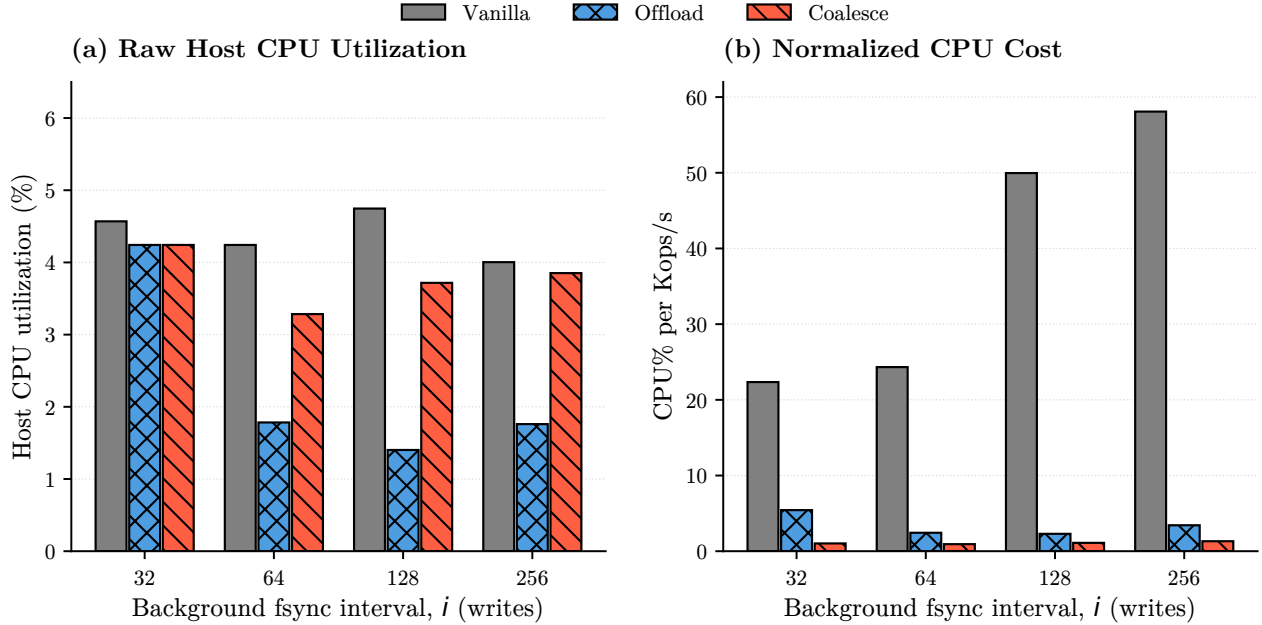 Vanilla Offload Coalesce
(a) Raw Host CPU Utilization
Host CPU utilization (%)
6
5
4
3
2
1
0
32 64 128 256
Background fsync interval, i (writes)
(b) Normalized CPU Cost
CPU% per Kops/s
60
50
40
30
20
10
0
32 64 128 256
Background fsync interval, i (writes)